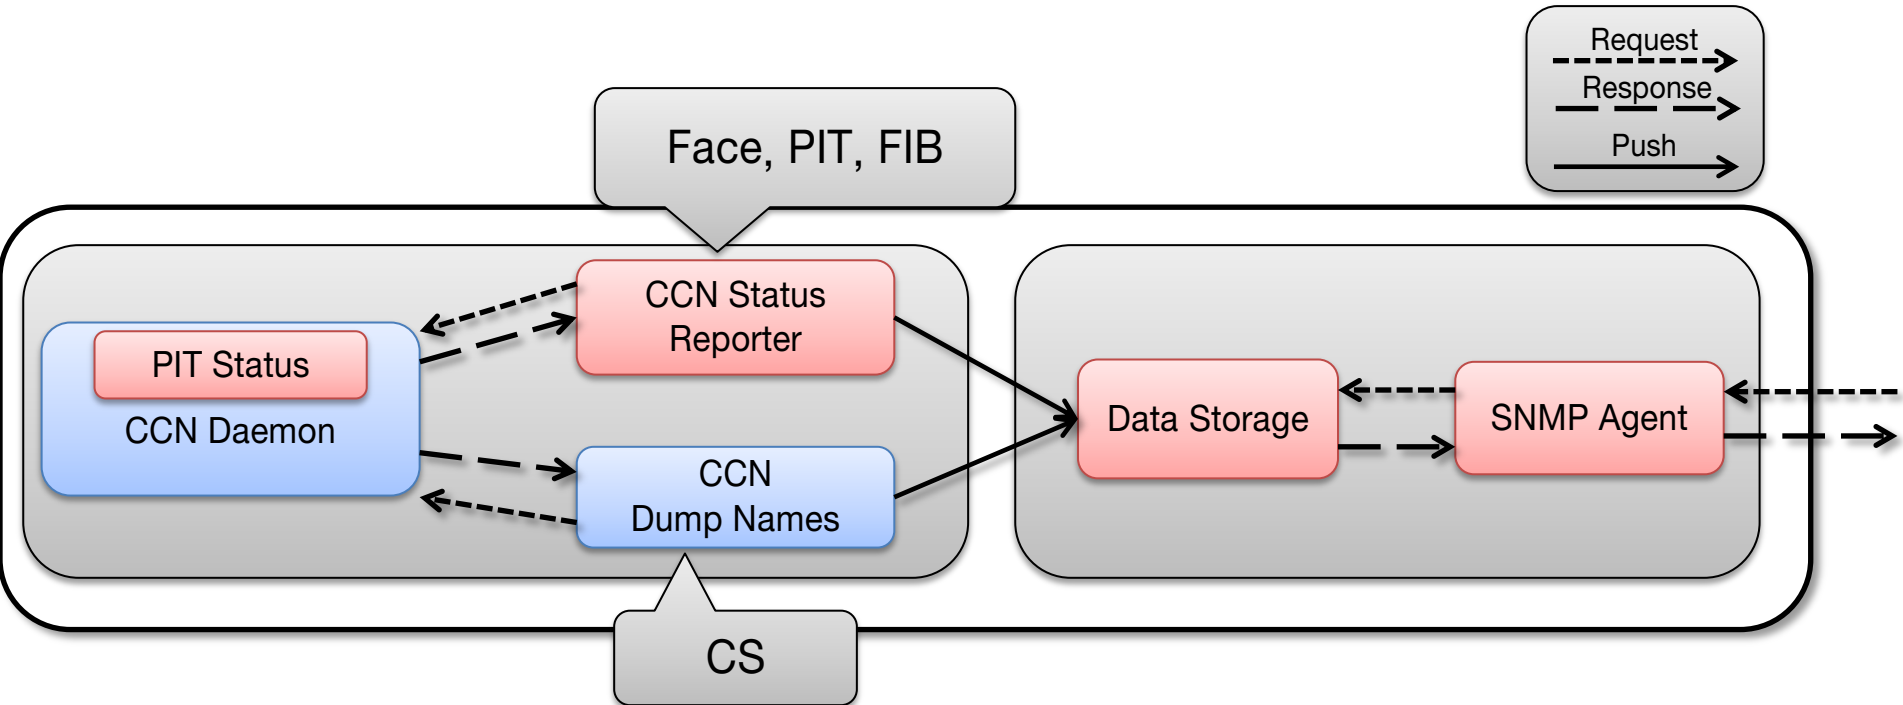 Request
Response
Push
Face, PIT, FIB
CCN Status
Reporter
PIT Status
CCN Daemon
CCN
Dump Names
Data Storage
SNMP Agent
CS